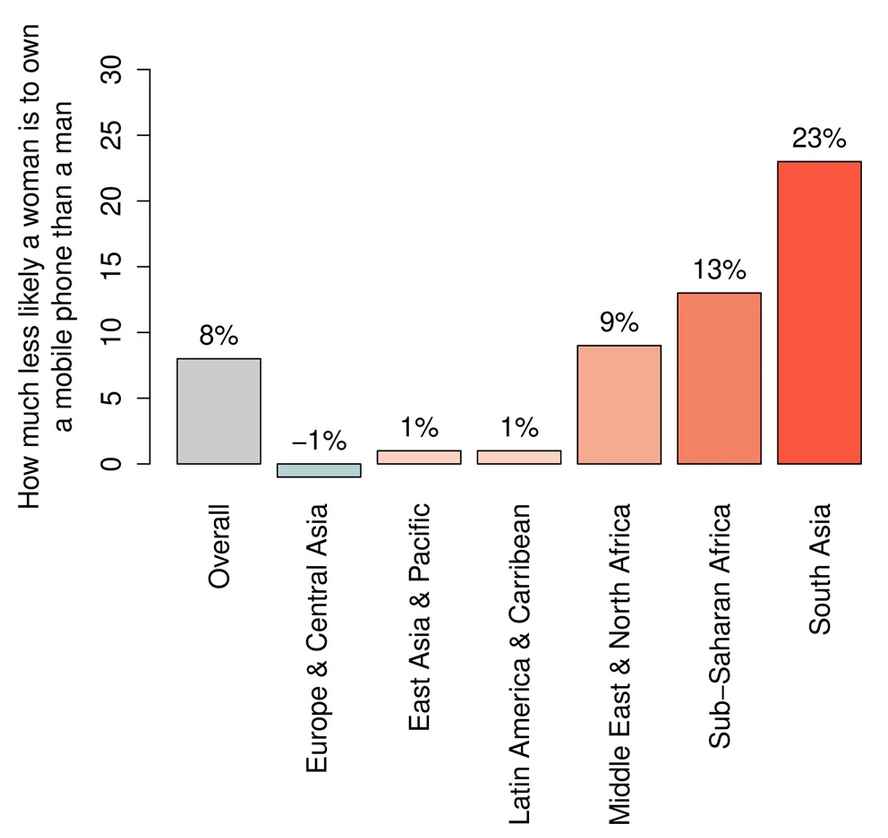 How much less likely a woman is to own
a mobile phone than a man
30
25
20
15
10
5
0
8%
−1%
1%
1%
9%
13%
23%
Overall
Europe & Central Asia
East Asia & Pacific
Latin America & Carribean
Middle East & North Africa
Sub−Saharan Africa
South Asia